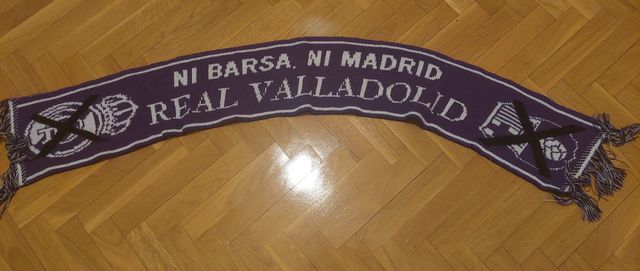 NI BARSA, NI MADRID
REAL VALLADOLID